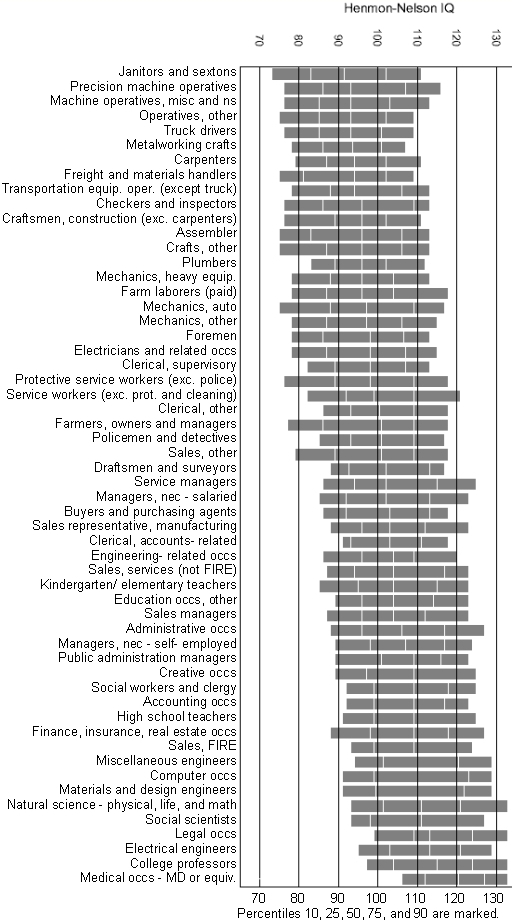 Henmon-Nelson IQ
70 80 90 100 110 120 130
Janitors and sextons
Precision machine operatives
Machine operatives, misc and ns
Operatives, other
Truck drivers
Metalworking crafts
Carpenters
Freight and materials handlers
Transportation equip. oper. (except truck)
Checkers and inspectors
Craftsmen, construction (exc. carpenters)
Assembler
Crafts, other
Plumbers
Mechanics, heavy equip.
Farm laborers (paid)
Mechanics, auto
Mechanics, other
Foremen
Electricians and related occs
Clerical, supervisory
Protective service workers (exc. police)
Service workers (exc. prot. and cleaning)
Clerical, other
Farmers, owners and managers
Policemen and detectives
Sales, other
Draftsmen and surveyors
Service managers
Managers, nec - salaried
Buyers and purchasing agents
Sales representative, manufacturing
Clerical, accounts- related
Engineering- related occs
Sales, services (not FIRE)
Kindergarten/ elementary teachers
Education occs, other
Sales managers
Administrative occs
Managers, nec - self- employed
Public administration managers
Creative occs
Social workers and clergy
Accounting occs
High school teachers
Finance, insurance, real estate occs
Sales, FIRE
Miscellaneous engineers
Computer occs
Materials and design engineers
Natural science - physical, life, and math
Social scientists
Legal occs
Electrical engineers
College professors
Medical occs - MD or equiv.
70 80 90 100 110 120 130
Percentiles 10, 25, 50, 75, and 90 are marked.